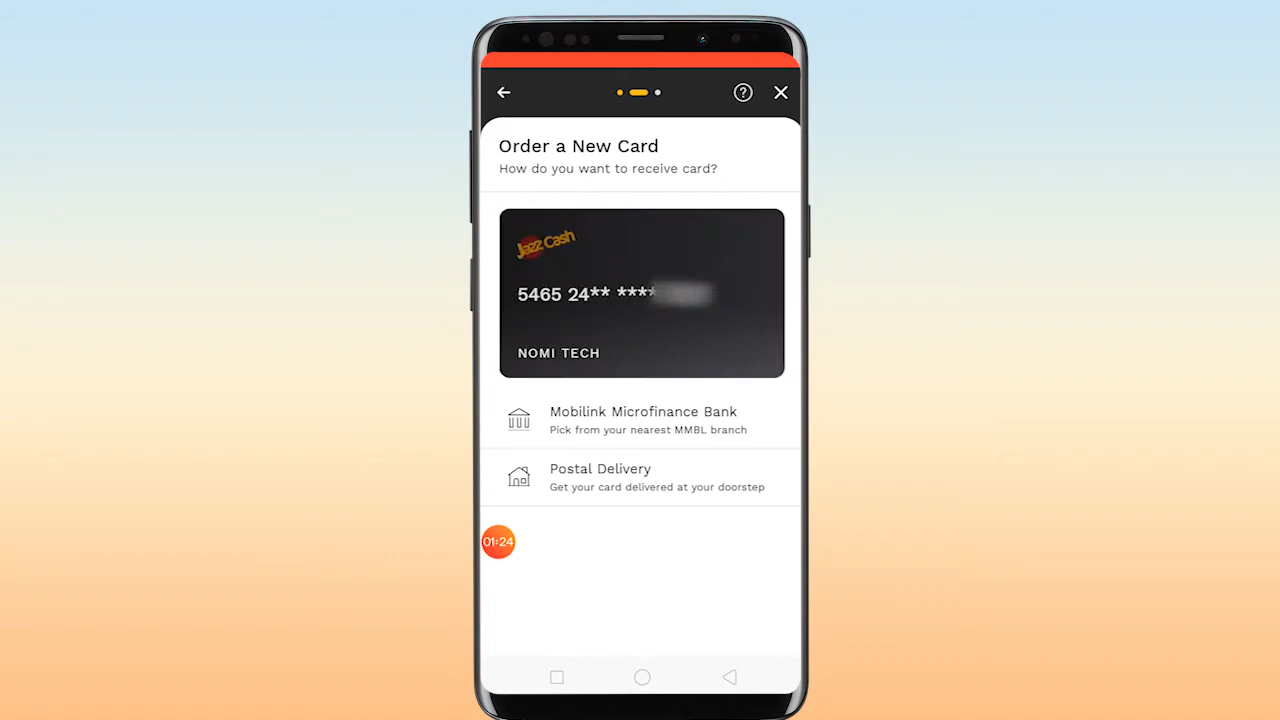 Order a New Card
How do you want to receive card?
Jazz Cash
5465 24** ****
NOMI TECH
Mobilink Microfinance Bank
Pick from your nearest MMBL branch
Postal Delivery
Get your card delivered at your doorstep
01:24